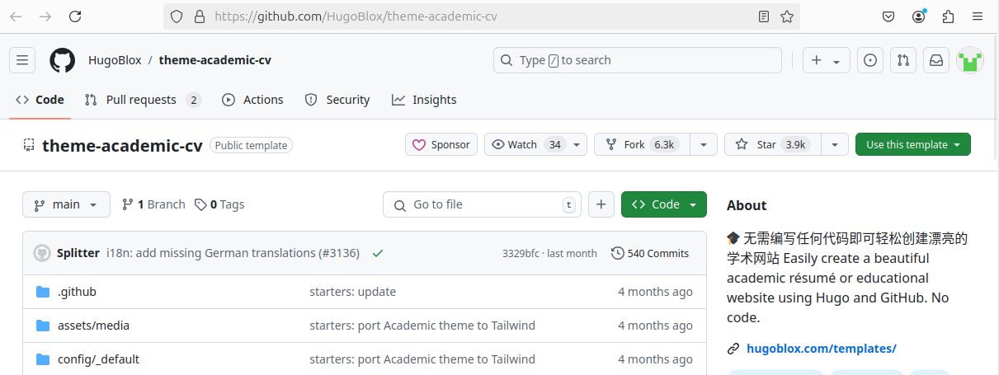 https://github.com/HugoBlox/theme-academic-cv
HugoBlox / theme-academic-cv
Type / to search
Code
Pull requests 2
Actions
Security
Insights
theme-academic-cv Public template
Sponsor
Watch 34
Fork 6.3k
Star 3.9k
Use this template
main
1 Branch
0 Tags
Go to file t
Code
Splitter i18n: add missing German translations (#3136)
3329bfc · last month
540 Commits
.github starters: update 4 months ago
assets/media starters: port Academic theme to Tailwind 4 months ago
config/_default starters: port Academic theme to Tailwind 4 months ago
About
🎓 无需编写任何代码即可轻松创建漂亮的
学术网站 Easily create a beautiful
academic résumé or educational
website using Hugo and GitHub. No
code.
hugoblox.com/templates/